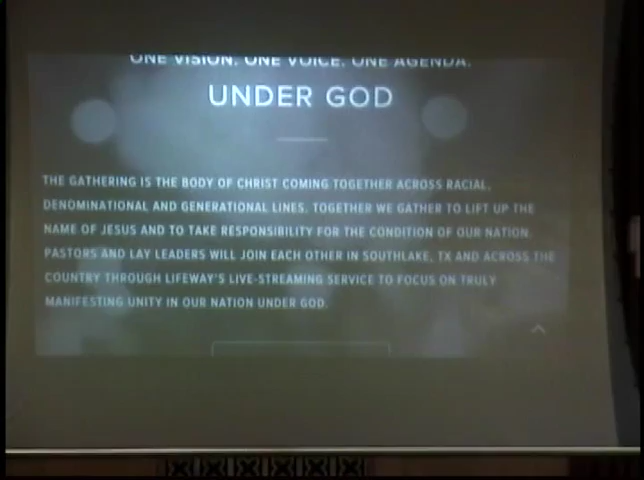 ONE VISION. ONE VOICE. ONE AGENDA.
UNDER GOD
THE GATHERING IS THE BODY OF CHRIST COMING TOGETHER ACROSS RACIAL,
DENOMINATIONAL AND GENERATIONAL LINES. TOGETHER WE GATHER TO LIFT UP THE
NAME OF JESUS AND TO TAKE RESPONSIBILITY FOR THE CONDITION OF OUR NATION.
PASTORS AND LAY LEADERS WILL JOIN EACH OTHER IN SOUTHLAKE, TX AND ACROSS THE
COUNTRY THROUGH LIFEWAY'S LIVE-STREAMING SERVICE TO FOCUS ON TRULY
MANIFESTING UNITY IN OUR NATION UNDER GOD.